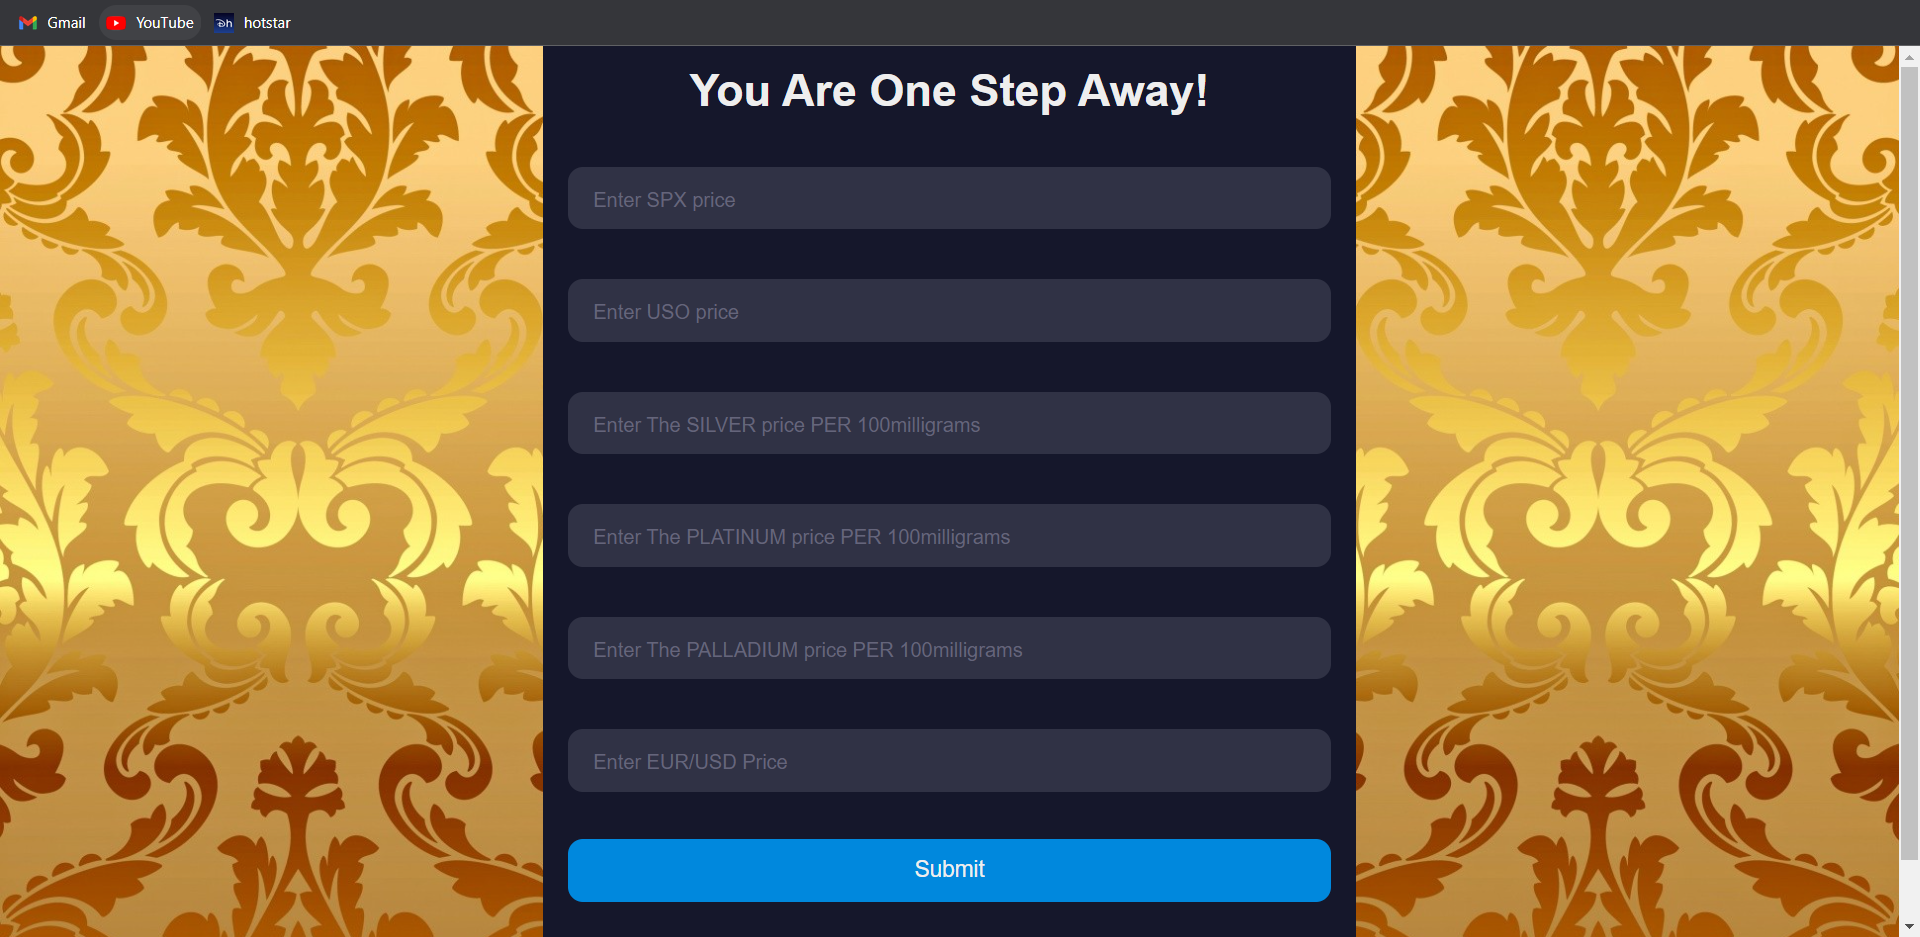 Gmail YouTube hotstar
You Are One Step Away!
Enter SPX price
Enter USO price
Enter The SILVER price PER 100milligrams
Enter The PLATINUM price PER 100milligrams
Enter The PALLADIUM price PER 100milligrams
Enter EUR/USD Price
Submit